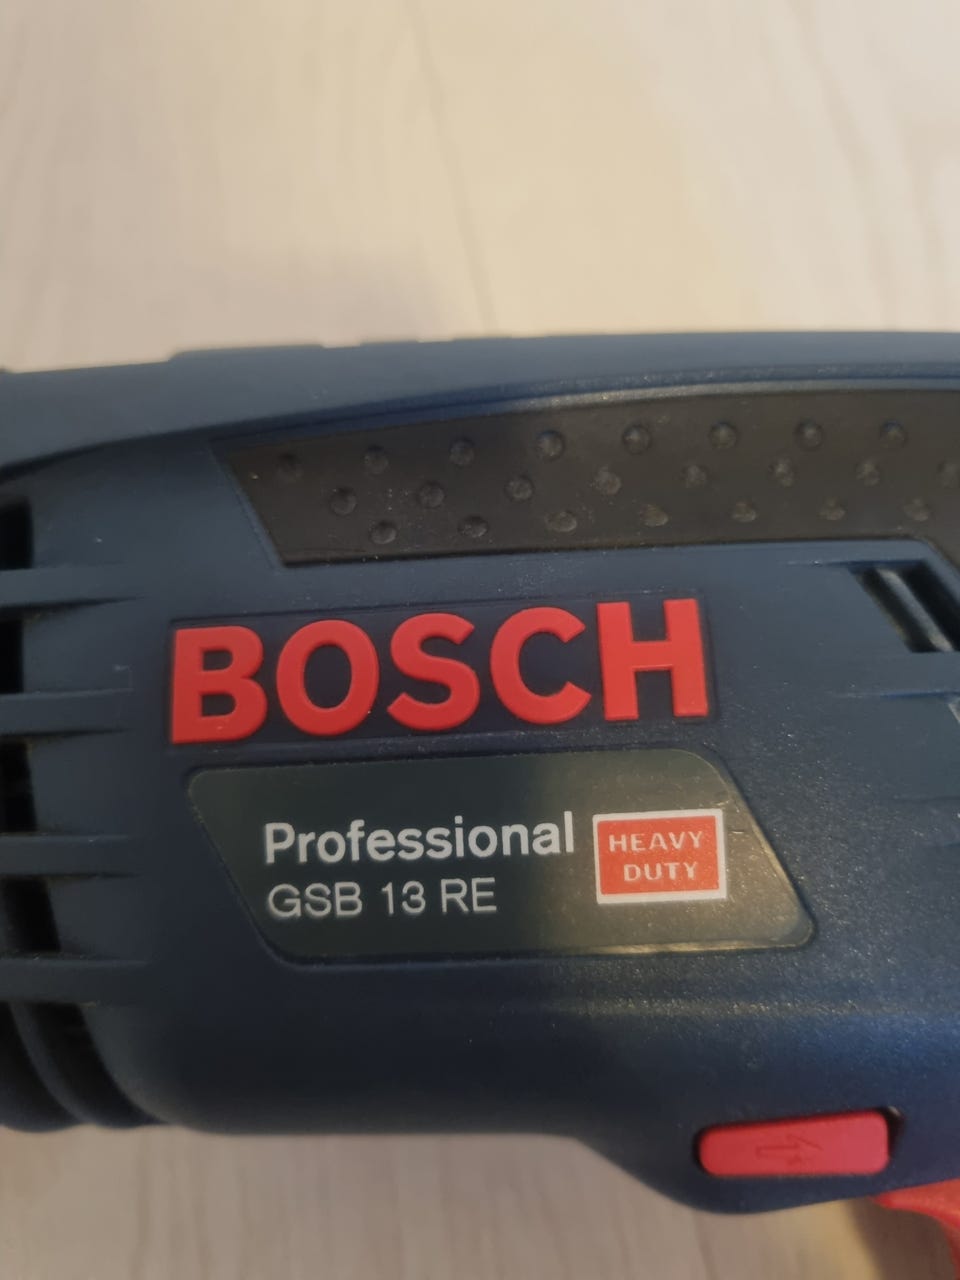 BOSCH
Professional
GSB 13 RE
HEAVY
DUTY